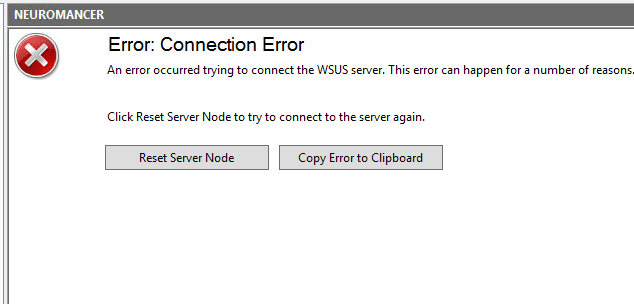 NEUROMANCER
Error: Connection Error
An error occurred trying to connect the WSUS server. This error can happen for a number of reasons.
Click Reset Server Node to try to connect to the server again.
Reset Server Node
Copy Error to Clipboard